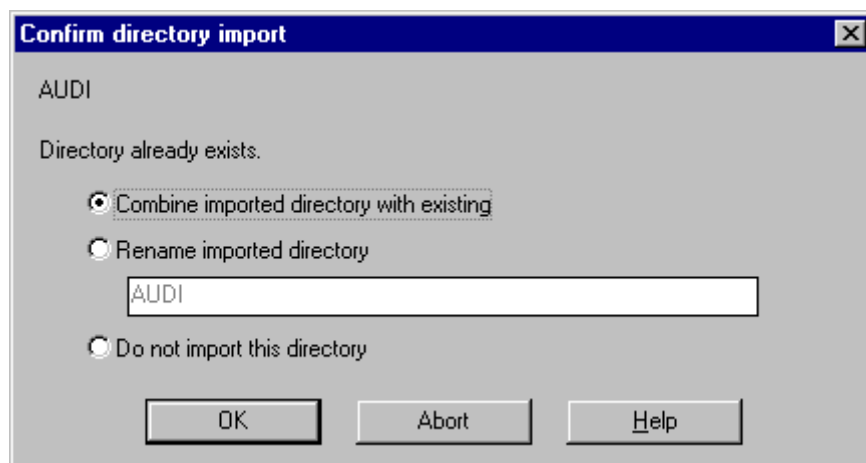 Confirm directory import
AUDI
Directory already exists.
Combine imported directory with existing
Rename imported directory
AUDI
Do not import this directory
OK Abort Help